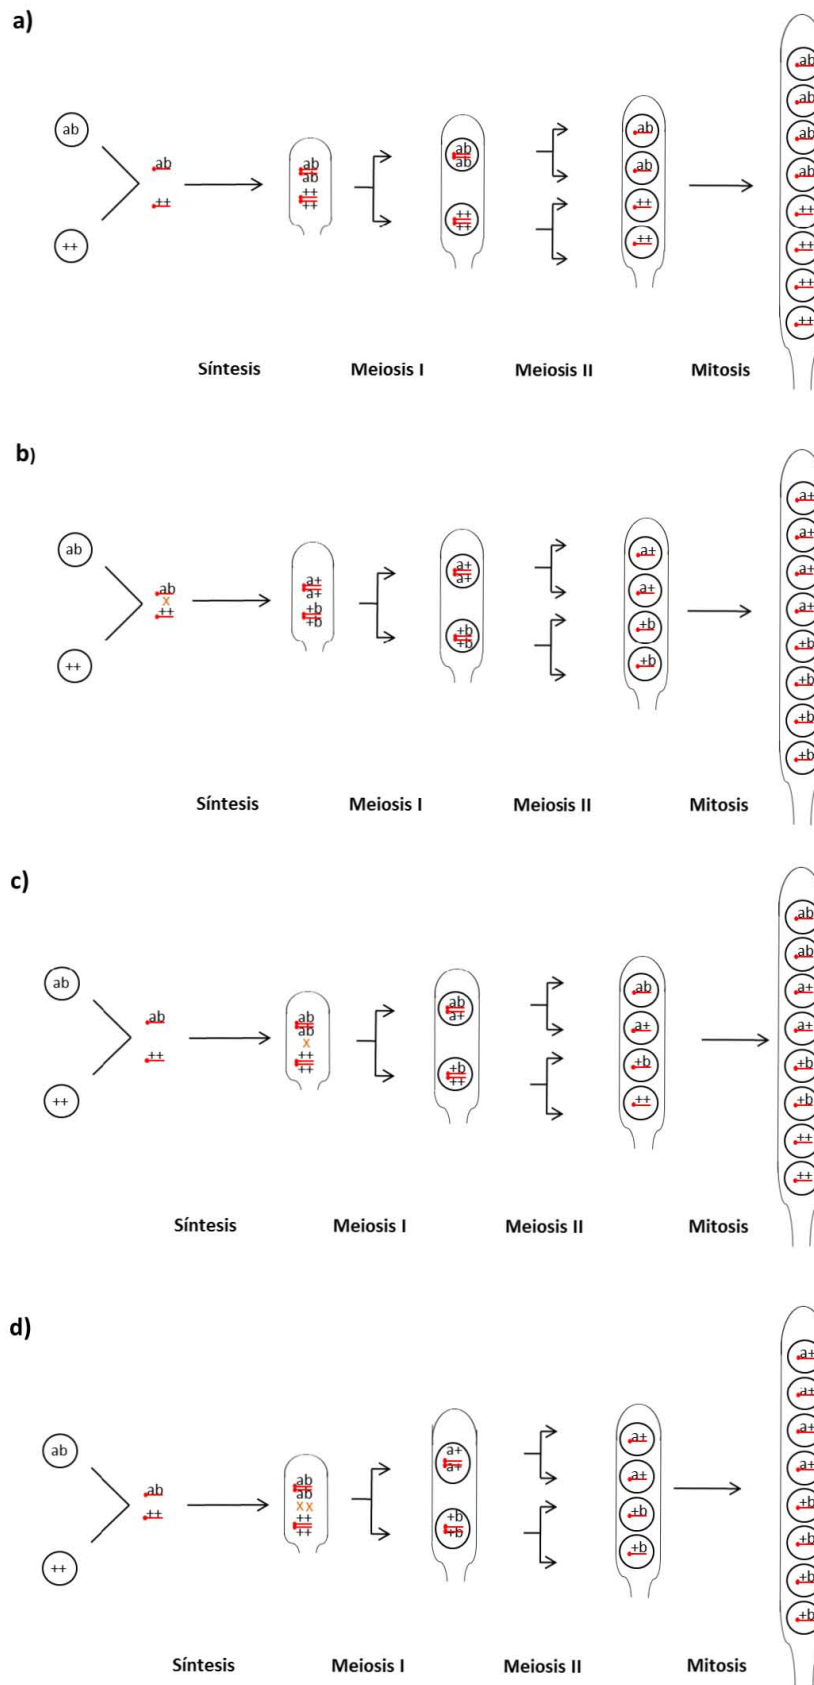 a)
ab
++
ab
++
ab
ab
++
++
ab
ab
++
++
ab
ab
++
++
ab
ab
ab
ab
++
++
++
++
Síntesis Meiosis I Meiosis II Mitosis
b)
ab
++
ab
X
++
a+
a+
+b
+b
a+
a+
+b
+b
a+
a+
+b
+b
a+
a+
a+
a+
+b
+b
+b
+b
Síntesis Meiosis I Meiosis II Mitosis
c)
ab
++
ab
++
ab
ab
X
++
++
ab
a+
+b
++
ab
a+
+b
++
ab
ab
a+
a+
+b
+b
++
++
Síntesis Meiosis I Meiosis II Mitosis
d)
ab
++
ab
++
ab
ab
XX
++
++
a+
a+
+b
+b
a+
a+
+b
+b
a+
a+
a+
a+
+b
+b
+b
+b
Síntesis Meiosis I Meiosis II Mitosis